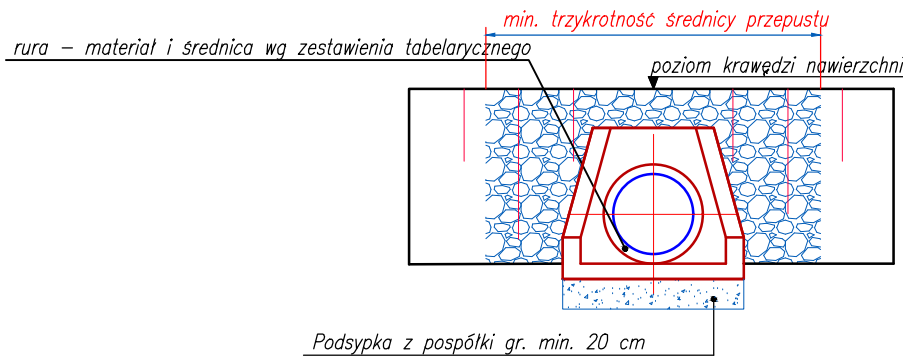 min. trzykrotność średnicy przepustu
rura – materiał i średnica wg zestawienia tabelarycznego
poziom krawędzi nawierzchni
Podsypka z pospółki gr. min. 20 cm